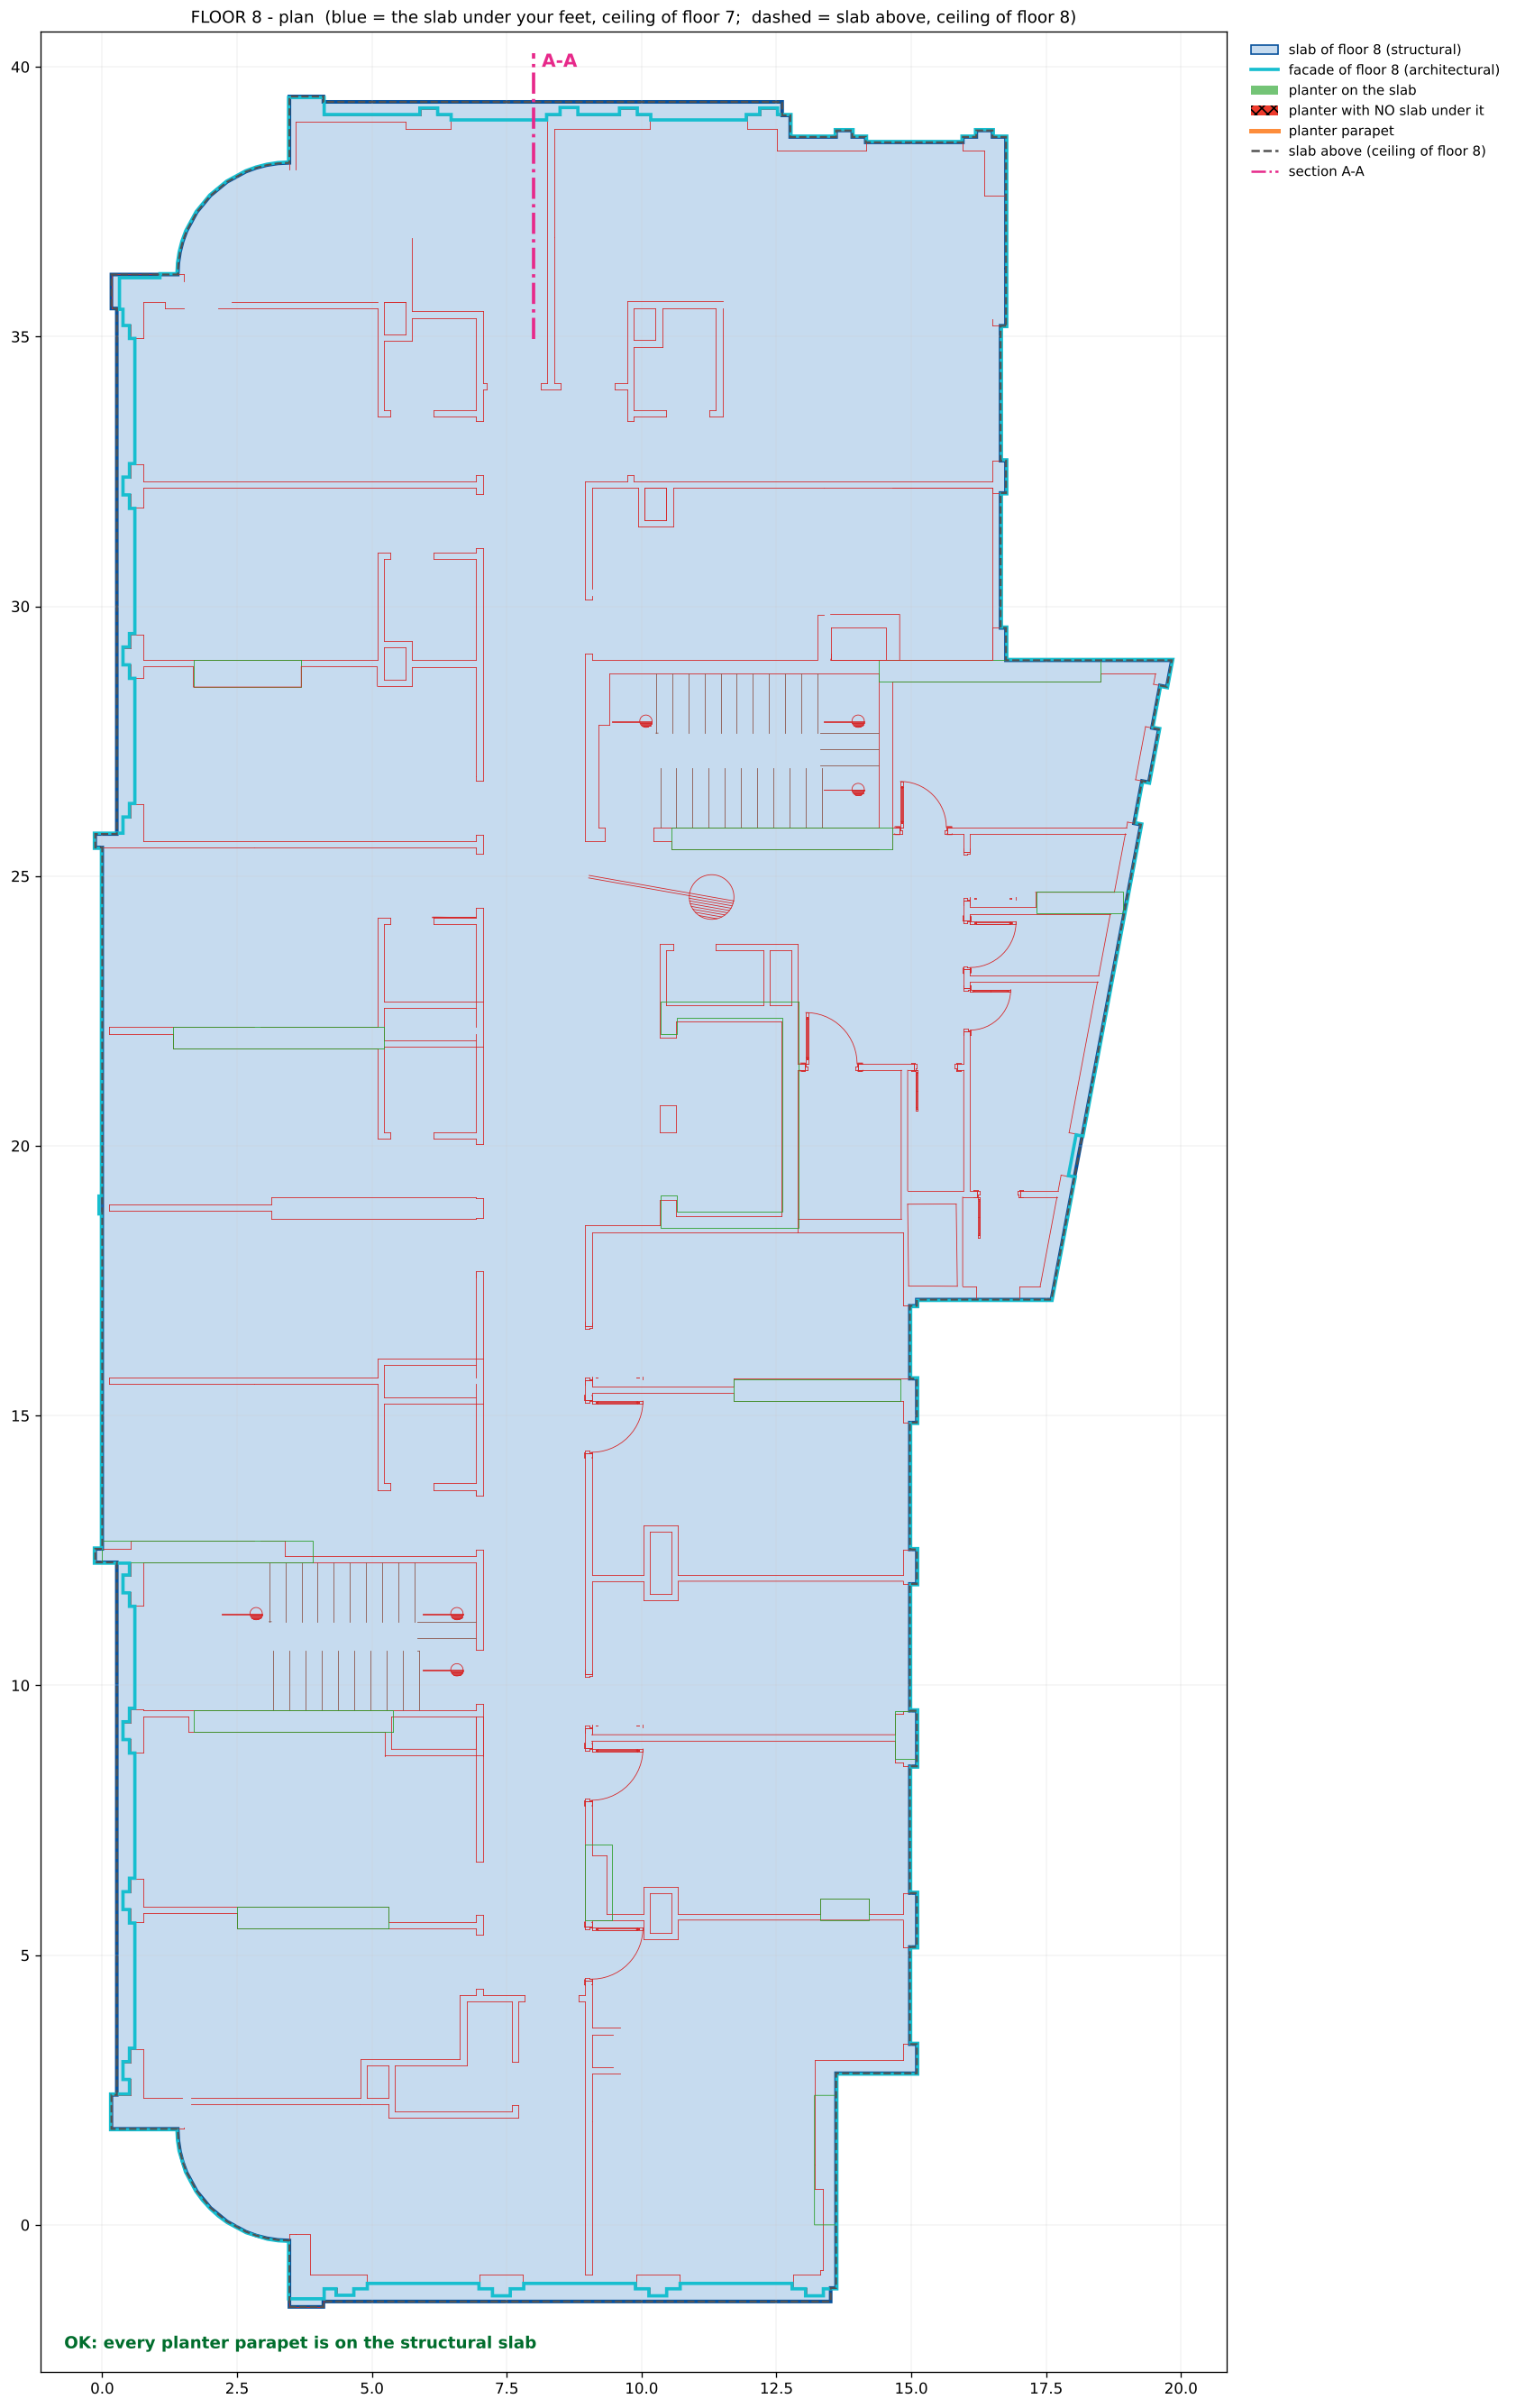 FLOOR 8 - plan  (blue = the slab under your feet, ceiling of floor 7;  dashed = slab above, ceiling of floor 8)
A-A
slab of floor 8 (structural)
facade of floor 8 (architectural)
planter on the slab
planter with NO slab under it
planter parapet
slab above (ceiling of floor 8)
section A-A
40
35
30
25
20
15
10
5
0
OK: every planter parapet is on the structural slab
0.0 2.5 5.0 7.5 10.0 12.5 15.0 17.5 20.0